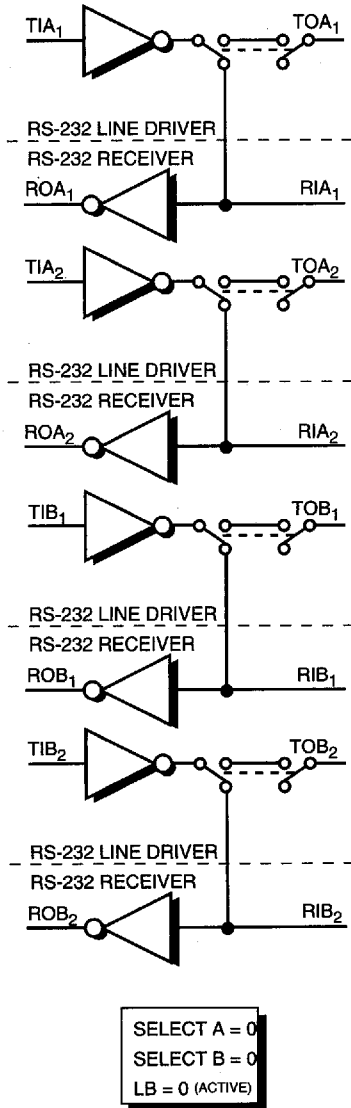 TIA1 TOA1
RS-232 LINE DRIVER
RS-232 RECEIVER
ROA1 RIA1
TIA2 TOA2
RS-232 LINE DRIVER
RS-232 RECEIVER
ROA2 RIA2
TIB1 TOB1
RS-232 LINE DRIVER
RS-232 RECEIVER
ROB1 RIB1
TIB2 TOB2
RS-232 LINE DRIVER
RS-232 RECEIVER
ROB2 RIB2
SELECT A = 0
SELECT B = 0
LB = 0 (ACTIVE)